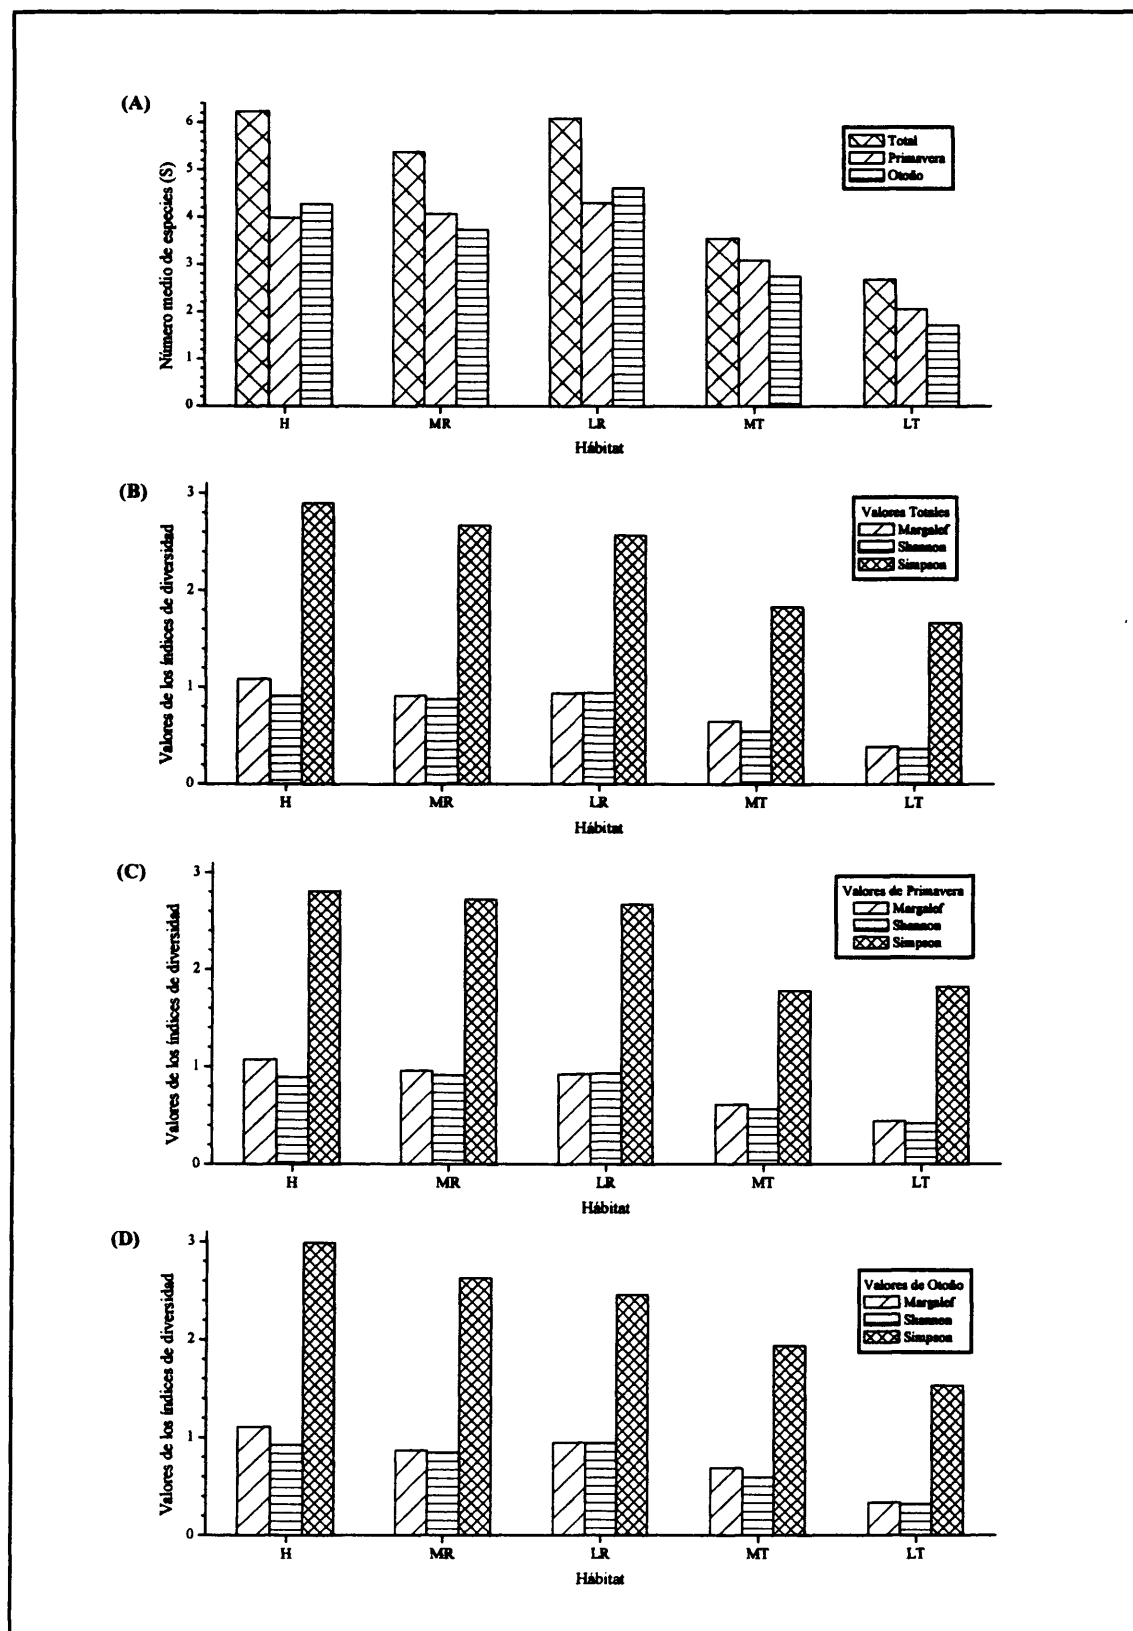 (A)
Número medio de especies (S)
6
5
4
3
2
1
0
Total
Primavera
Otoño
H MR LR MT LT
Hábitat
(B)
Valores de los índices de diversidad
3
2
1
0
Valores Totales
Margalef
Shannon
Simpson
H MR LR MT LT
Hábitat
(C)
Valores de los índices de diversidad
3
2
1
0
Valores de Primavera
Margalef
Shannon
Simpson
H MR LR MT LT
Hábitat
(D)
Valores de los índices de diversidad
3
2
1
0
Valores de Otoño
Margalef
Shannon
Simpson
H MR LR MT LT
Hábitat